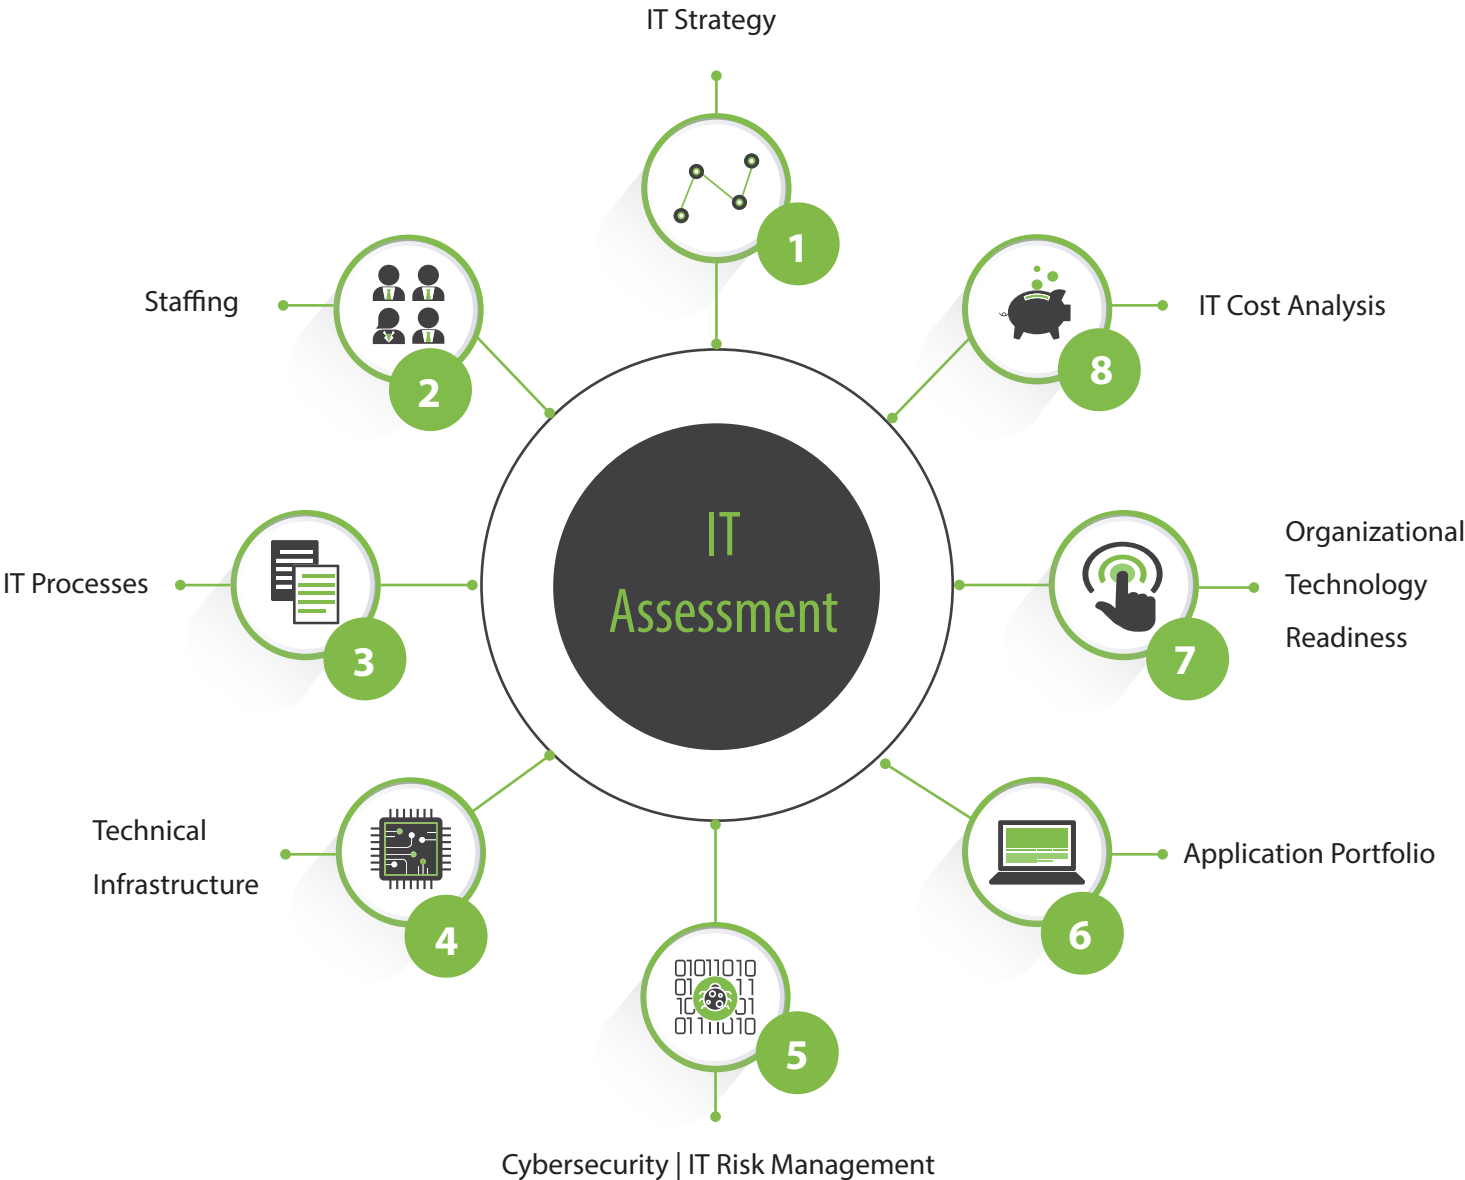 IT Strategy
1
Staffing
2
IT Cost Analysis
8
IT
Assessment
IT Processes
3
Organizational
Technology
Readiness
7
Technical
Infrastructure
4
Application Portfolio
6
01011010
01 11
10 01
01111010
5
Cybersecurity | IT Risk Management